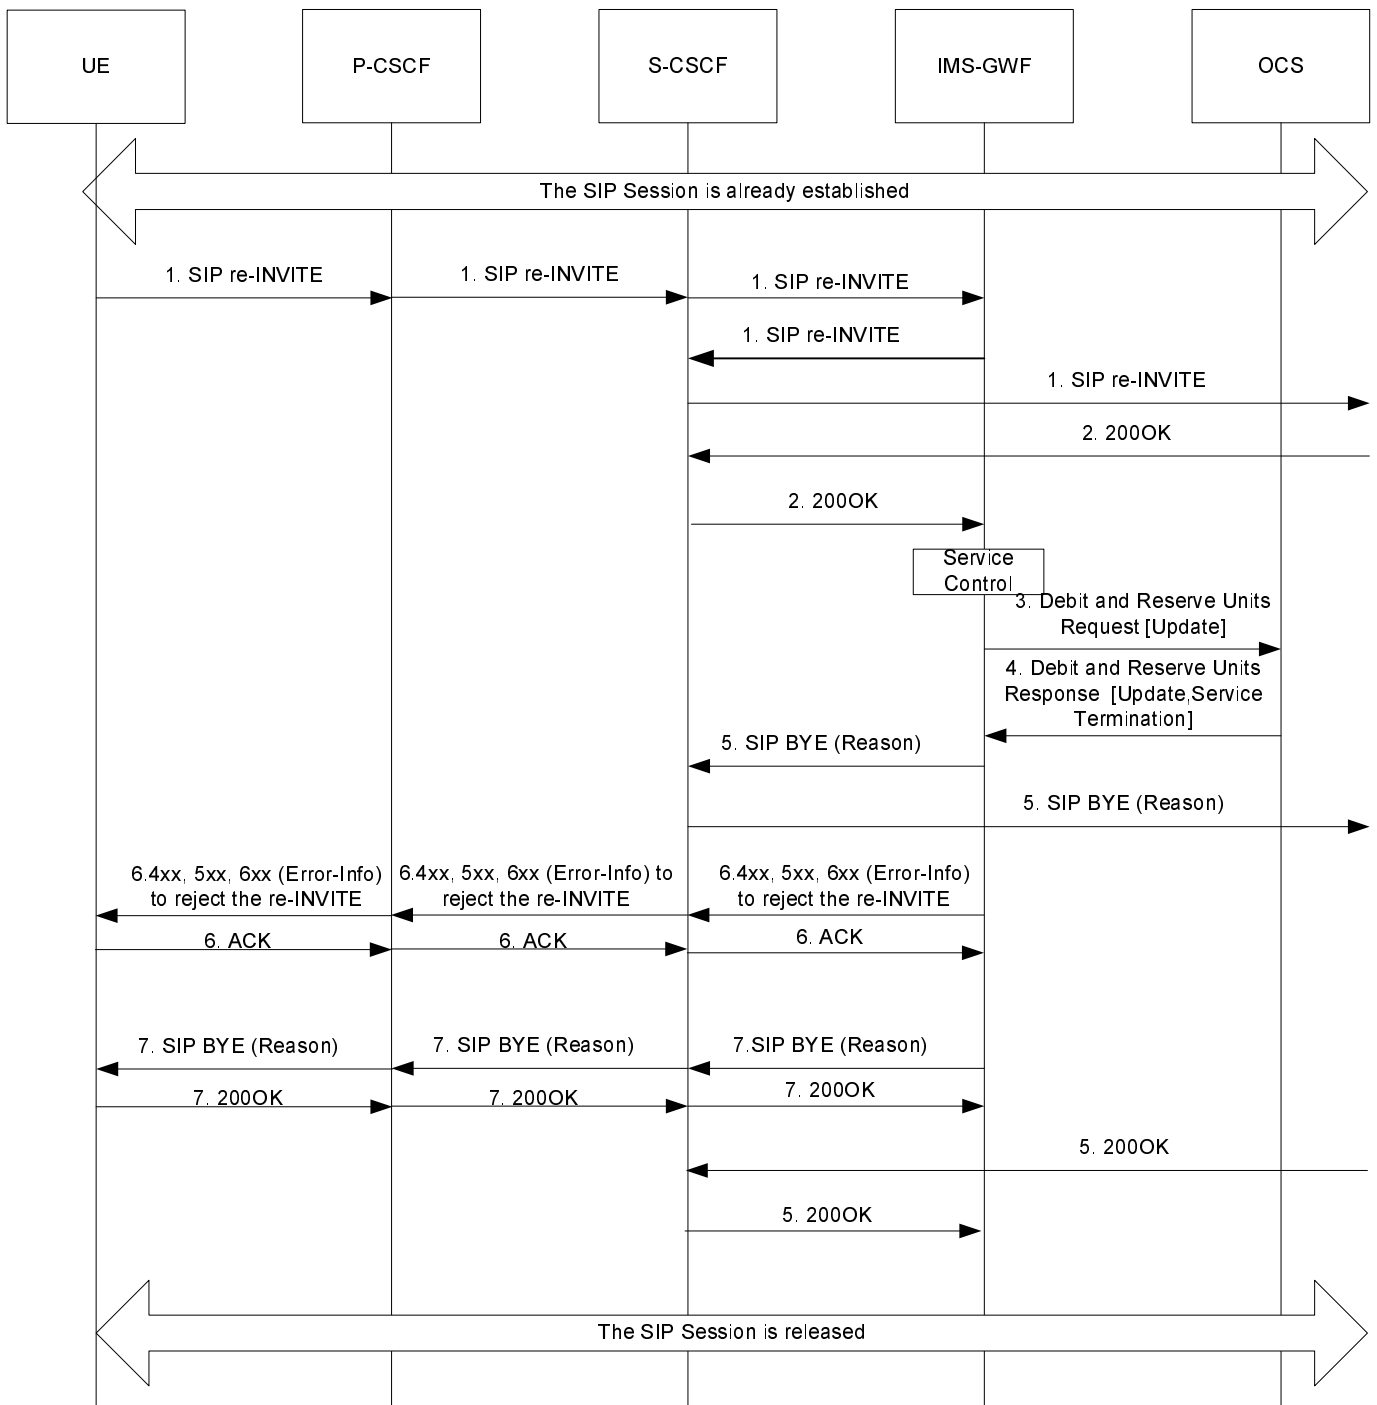 UE
P-CSCF
S-CSCF
IMS-GWF
OCS
The SIP Session is already established
1. SIP re-INVITE
1. SIP re-INVITE
1. SIP re-INVITE
1. SIP re-INVITE
1. SIP re-INVITE
2. 200OK
2. 200OK
Service
Control
3. Debit and Reserve Units
Request [Update]
4. Debit and Reserve Units
Response [Update,Service
Termination]
5. SIP BYE (Reason)
5. SIP BYE (Reason)
6.4xx, 5xx, 6xx (Error-Info)
to reject the re-INVITE
6.4xx, 5xx, 6xx (Error-Info) to
reject the re-INVITE
6.4xx, 5xx, 6xx (Error-Info)
to reject the re-INVITE
6. ACK
6. ACK
6. ACK
7. SIP BYE (Reason)
7. SIP BYE (Reason)
7.SIP BYE (Reason)
7. 200OK
7. 200OK
7. 200OK
5. 200OK
5. 200OK
The SIP Session is released